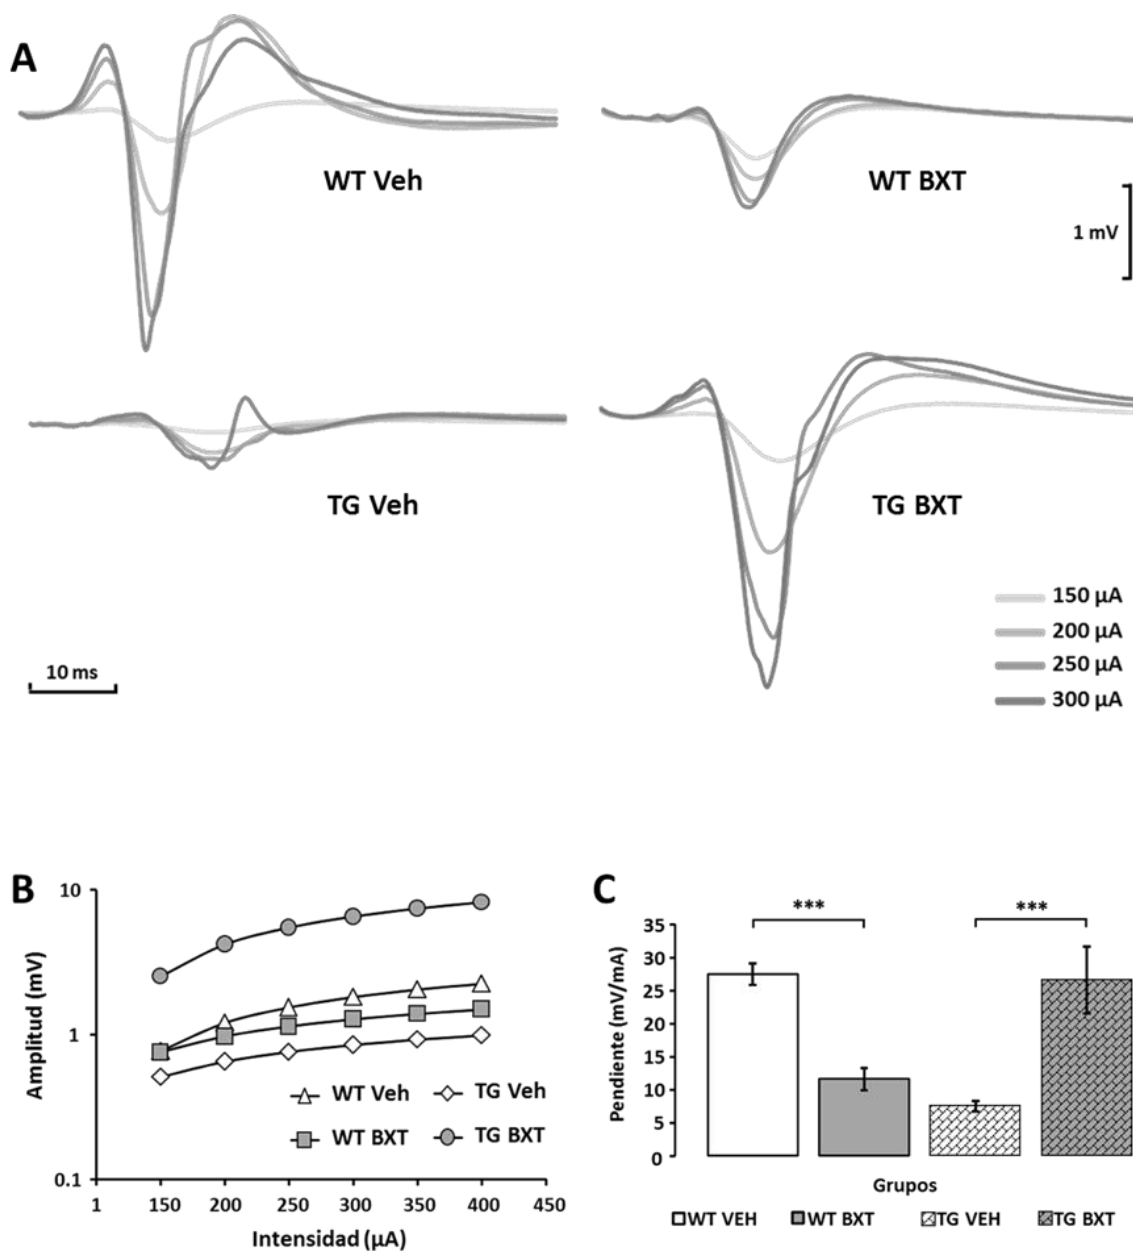 A
WT Veh
WT BXT
1 mV
TG Veh
TG BXT
150 µA
200 µA
250 µA
300 µA
10 ms
B
10
1
0.1
Amplitud (mV)
WT Veh
TG Veh
WT BXT
TG BXT
1 150 200 250 300 350 400 450
Intensidad (µA)
C
*** ***
35
30
25
20
15
10
5
0
Pendiente (mV/mA)
Grupos
WT VEH WT BXT TG VEH TG BXT